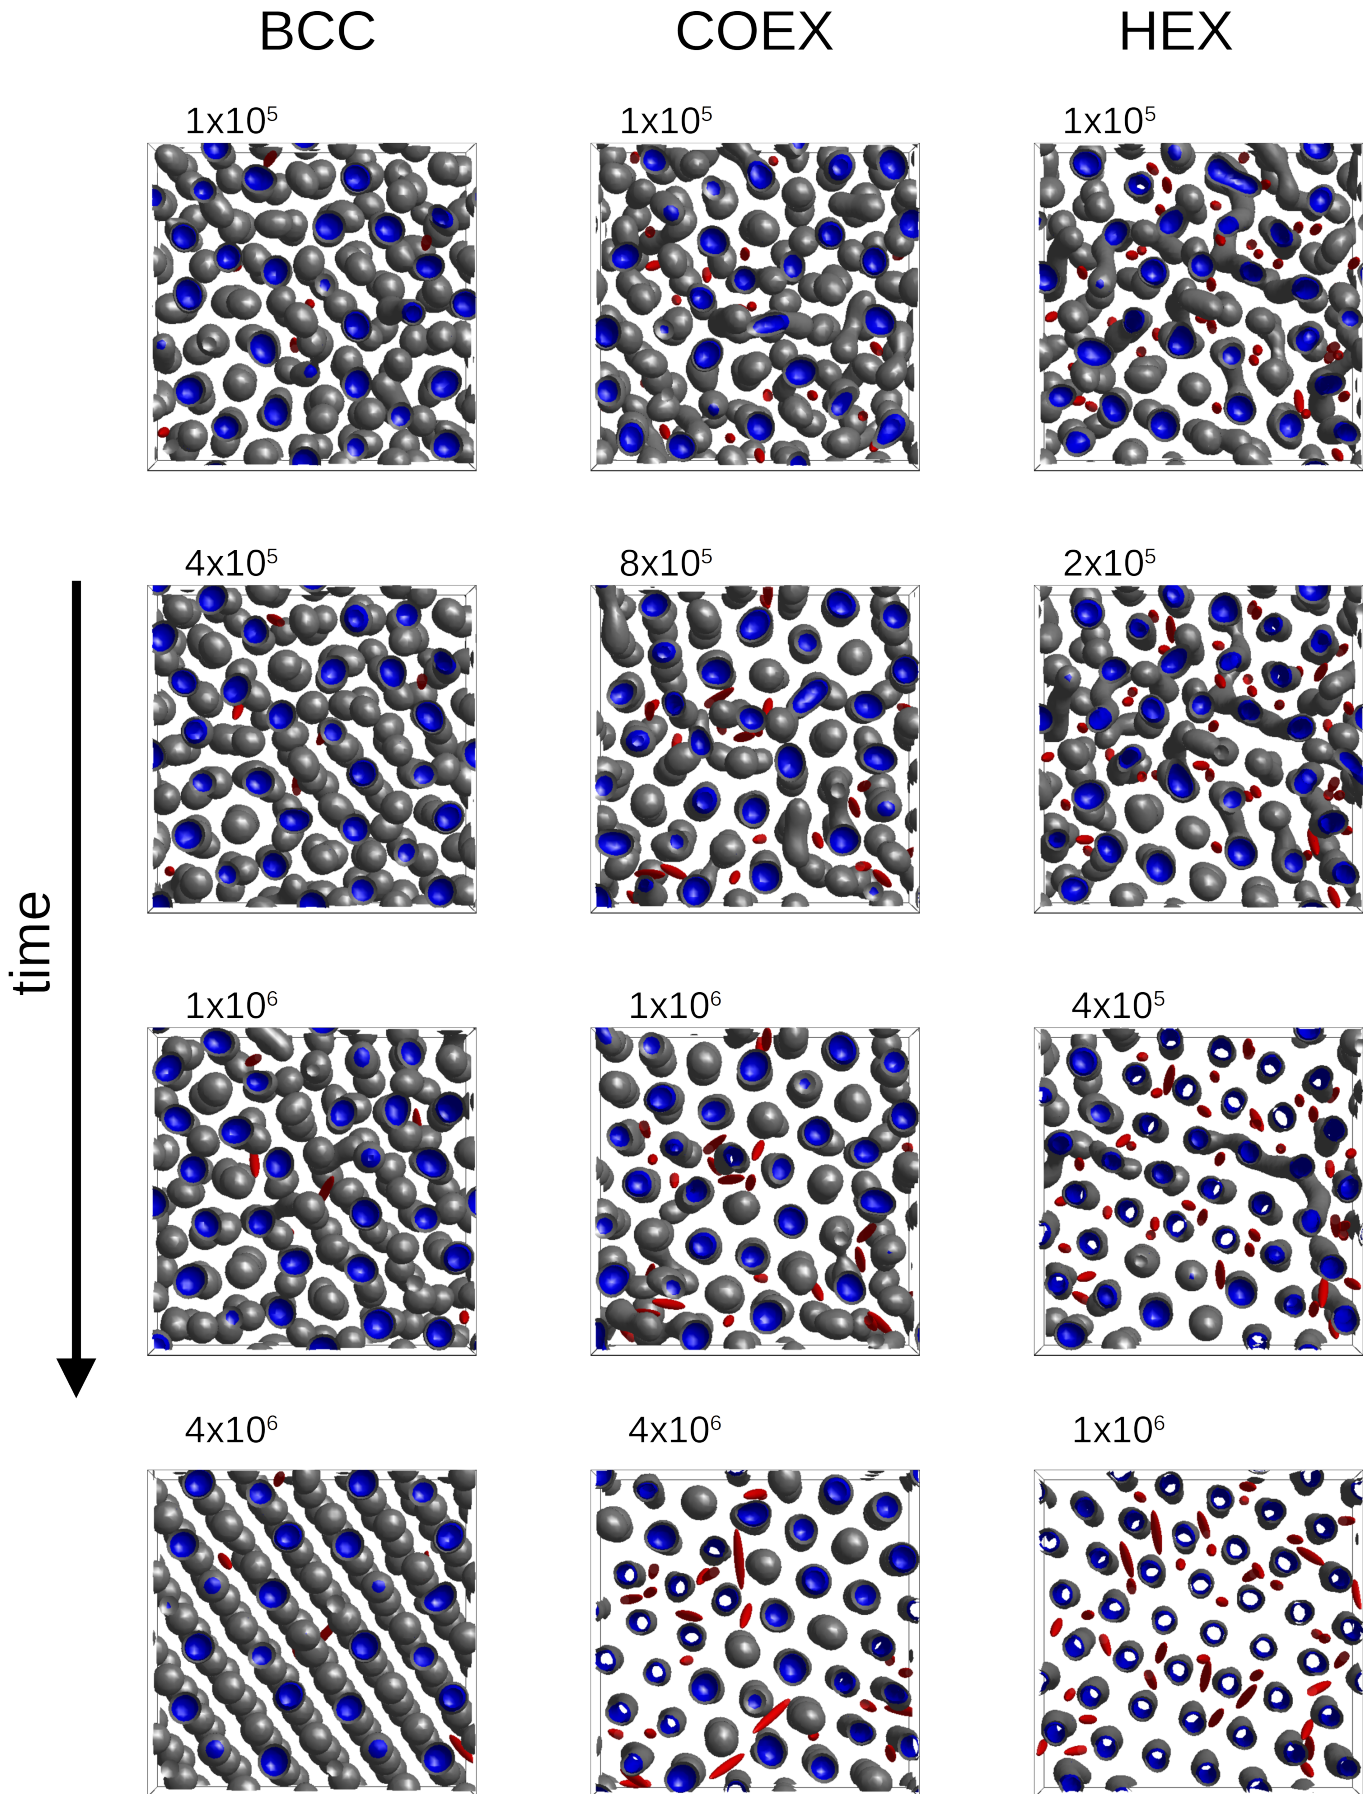 BCC COEX HEX
1x10⁵ 1x10⁵ 1x10⁵
4x10⁵ 8x10⁵ 2x10⁵
time
1x10⁶ 1x10⁶ 4x10⁵
4x10⁶ 4x10⁶ 1x10⁶